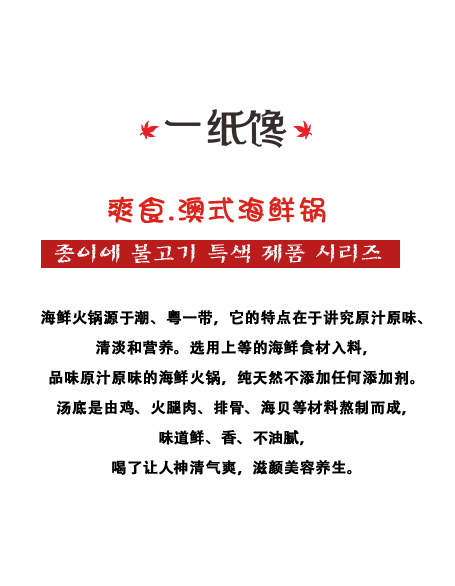 一纸馋
爽食.澳式海鲜锅
종이에 불고기 특색 제품 시리즈
海鲜火锅源于潮、粤一带，它的特点在于讲究原汁原味、
清淡和营养。选用上等的海鲜食材入料，
品味原汁原味的海鲜火锅，纯天然不添加任何添加剂。
汤底是由鸡、火腿肉、排骨、海贝等材料熬制而成，
味道鲜、香、不油腻，
喝了让人神清气爽，滋颜美容养生。